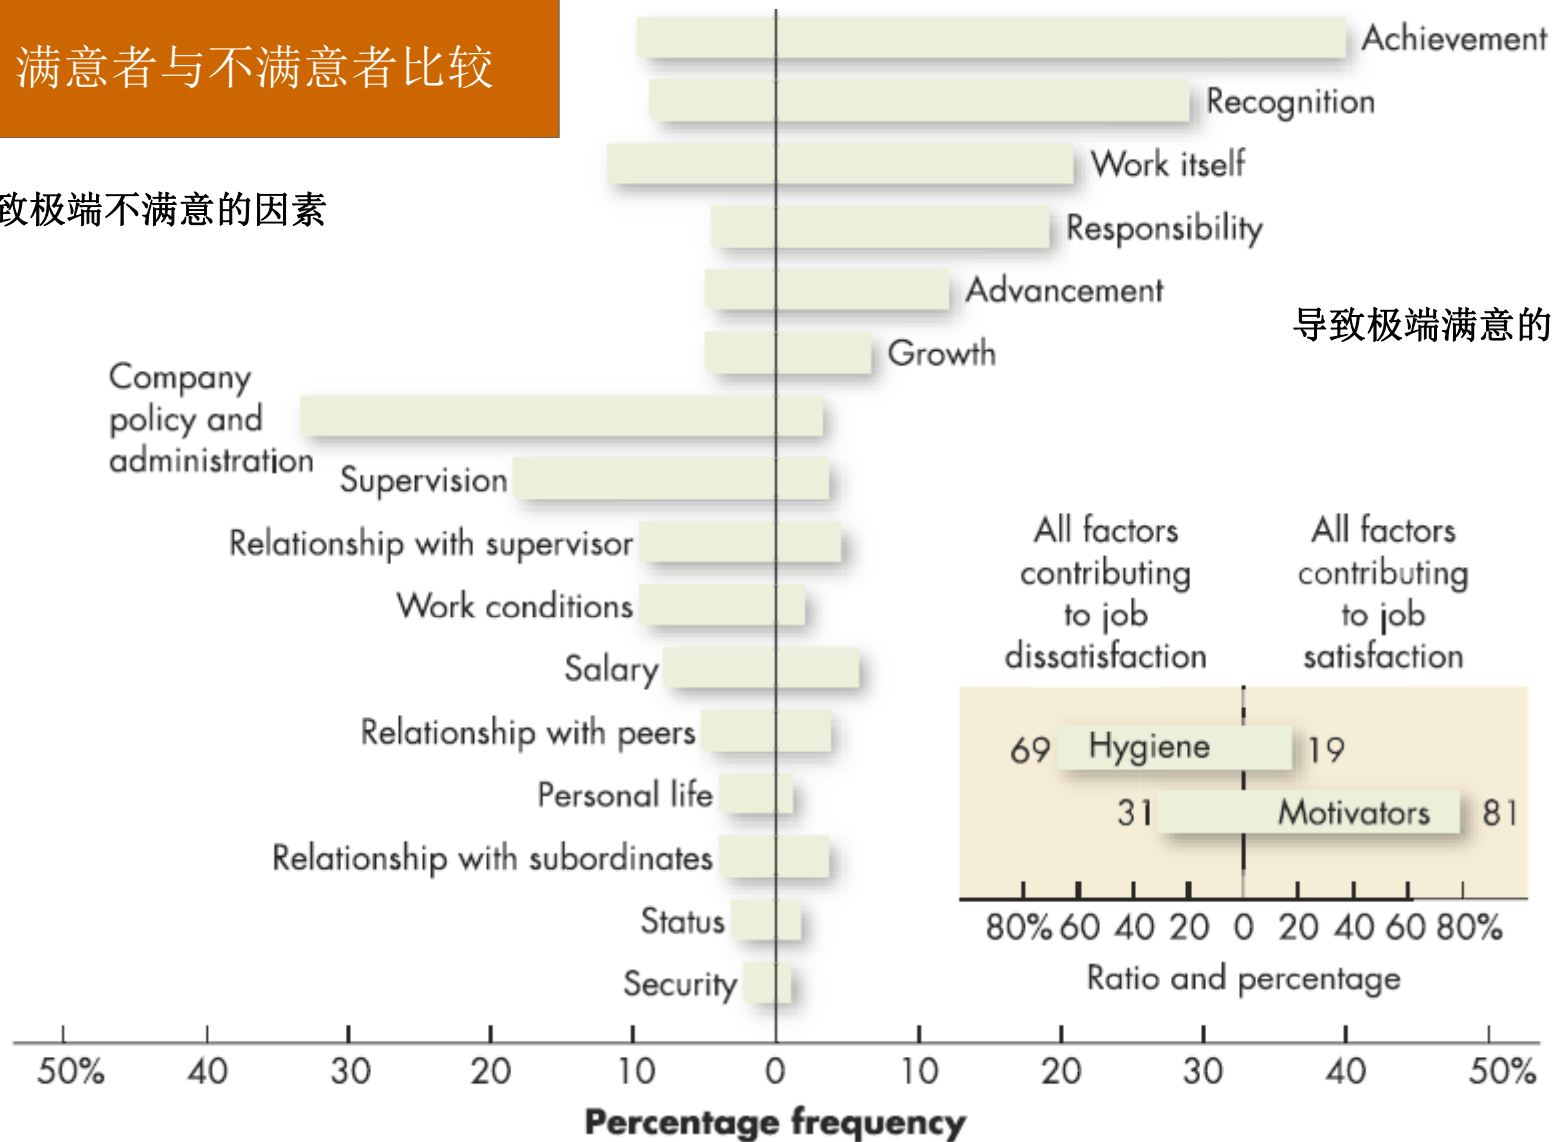 满意者与不满意者比较
致极端不满意的因素
Achievement
Recognition
Work itself
Responsibility
Advancement
导致极端满意的
Growth
Company
policy and
administration
Supervision
Relationship with supervisor
Work conditions
Salary
Relationship with peers
Personal life
Relationship with subordinates
Status
Security
All factors
contributing
to job
dissatisfaction
All factors
contributing
to job
satisfaction
69 Hygiene 19
31 Motivators 81
80% 60 40 20 0 20 40 60 80%
Ratio and percentage
50% 40 30 20 10 0 10 20 30 40 50%
Percentage frequency